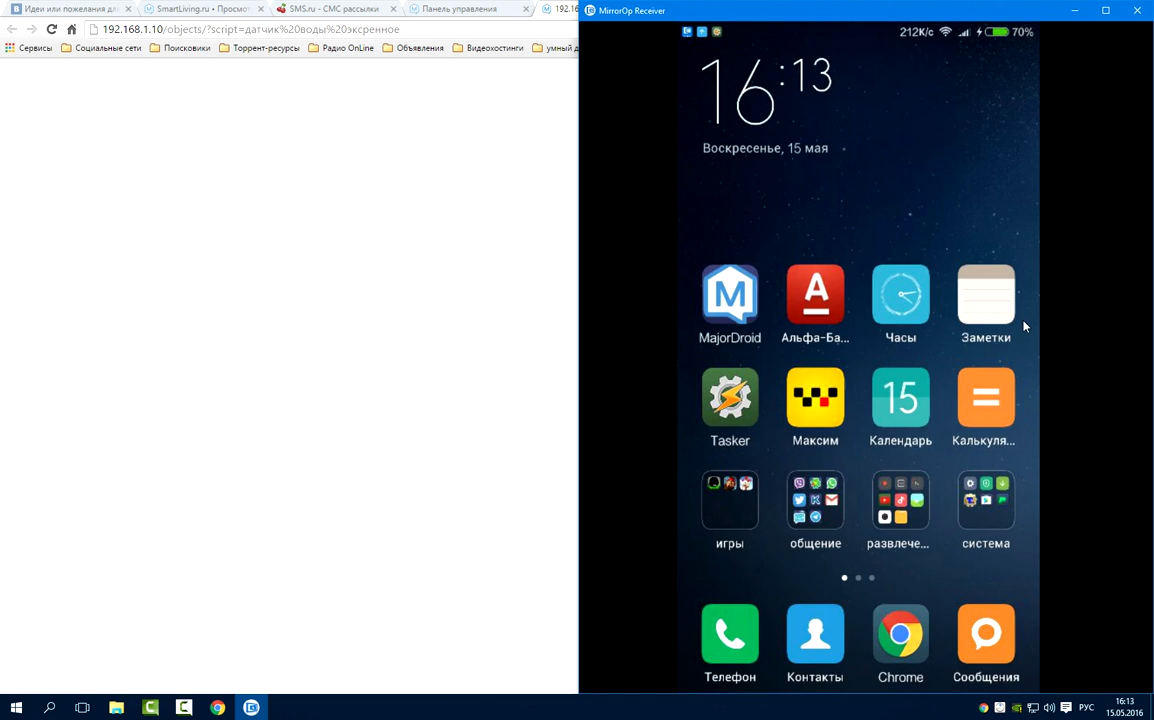 Идеи или пожелания дл
SmartLiving.ru • Просмот
SMS.ru - СМС рассылки
Панель управления
192.16
192.168.1.10/objects/?script=датчик%20воды%20эксренное
Сервисы
Социальные сети
Поисковики
Торрент-ресурсы
Радио OnLine
Объявления
Видеохостинги
умный д
MirrorOp Receiver
212K/c
70%
16:13
Воскресенье, 15 мая
MajorDroid
Альфа-Ба...
Часы
Заметки
Tasker
15
Максим
Календарь
Калькуля...
игры
общение
развлече...
система
Телефон
Контакты
Chrome
Сообщения
РУС
16:13
15.05.2016